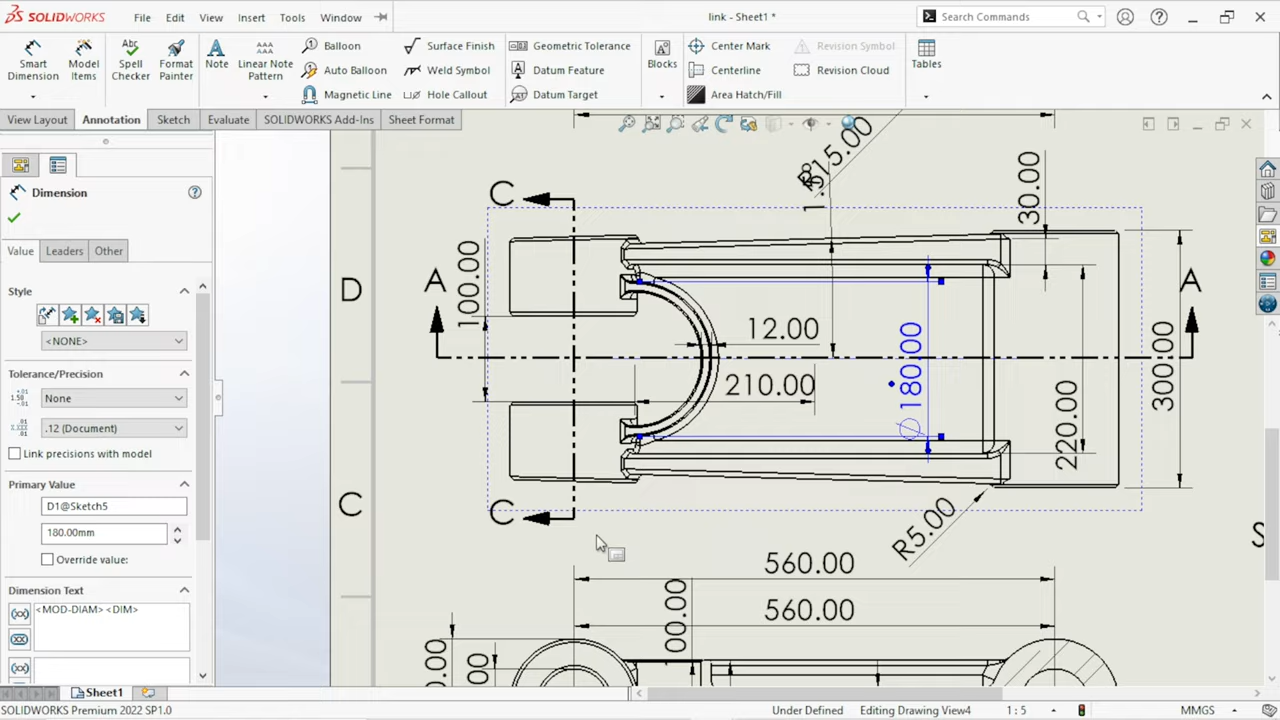 SOLIDWORKS
File
Edit
View
Insert
Tools
Window
link - Sheet1 *
Search Commands
Smart Dimension
Model Items
Spell Checker
Format Painter
Note
Linear Note Pattern
Balloon
Auto Balloon
Magnetic Line
Surface Finish
Weld Symbol
Hole Callout
Geometric Tolerance
Datum Feature
Datum Target
Blocks
Center Mark
Centerline
Area Hatch/Fill
Revision Symbol
Revision Cloud
Tables
View Layout
Annotation
Sketch
Evaluate
SOLIDWORKS Add-Ins
Sheet Format
Dimension
Value
Leaders
Other
Style
<NONE>
Tolerance/Precision
None
.12 (Document)
Link precisions with model
Primary Value
D1@Sketch5
180.00mm
Override value:
Dimension Text
<MOD-DIAM> <DIM>
D
C
C
C
A
A
100.00
12.00
210.00
∅180.00
30.00
220.00
300.00
R5.00
560.00
560.00
Sheet1
SOLIDWORKS Premium 2022 SP1.0
Under Defined
Editing Drawing View4
1 : 5
MMGS